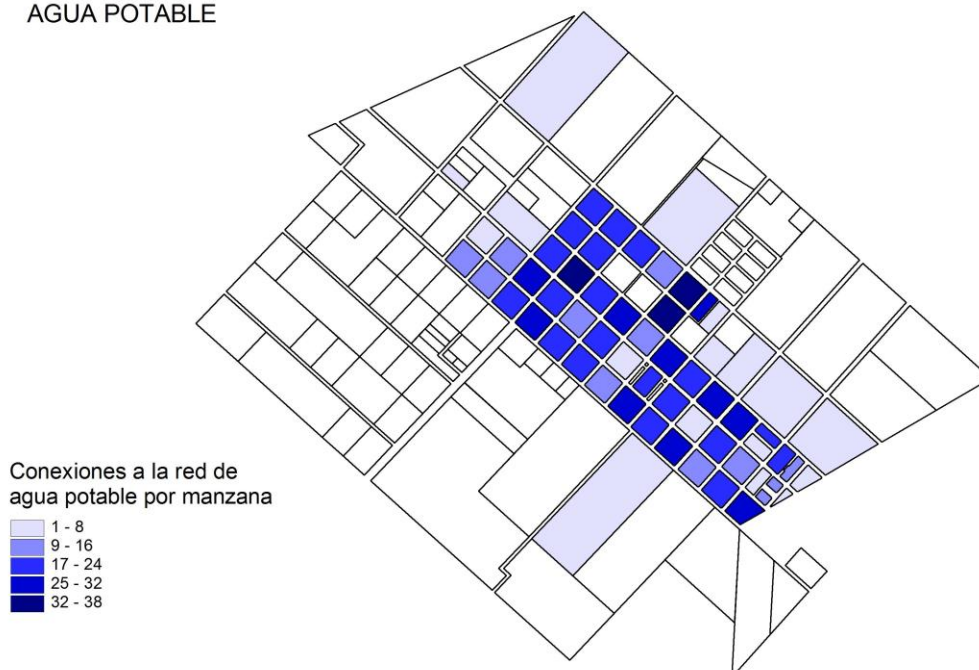 AGUA POTABLE
Conexiones a la red de
agua potable por manzana
1 - 8
9 - 16
17 - 24
25 - 32
32 - 38